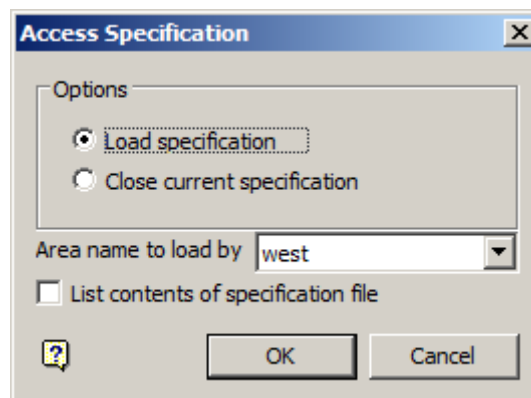 Access Specification
Options
Load specification
Close current specification
Area name to load by west
List contents of specification file
OK Cancel